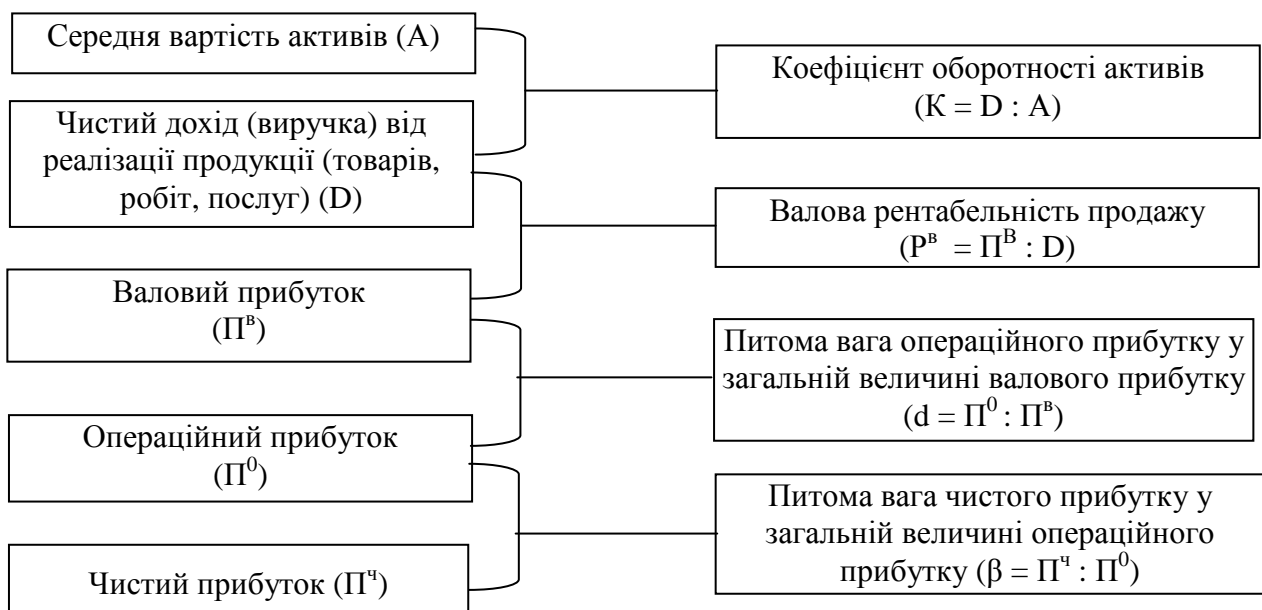 Середня вартість активів (А)
Чистий дохід (виручка) від
реалізації продукції (товарів,
робіт, послуг) (D)
Валовий прибуток
(Пᴮ)
Операційний прибуток
(П⁰)
Чистий прибуток (Пч)
Коефіцієнт оборотності активів
(К = D : А)
Валова рентабельність продажу
(Рв = ПВ : D)
Питома вага операційного прибутку у
загальній величині валового прибутку
(d = П⁰ : Пв)
Питома вага чистого прибутку у
загальній величині операційного
прибутку (β = Пч : П⁰)